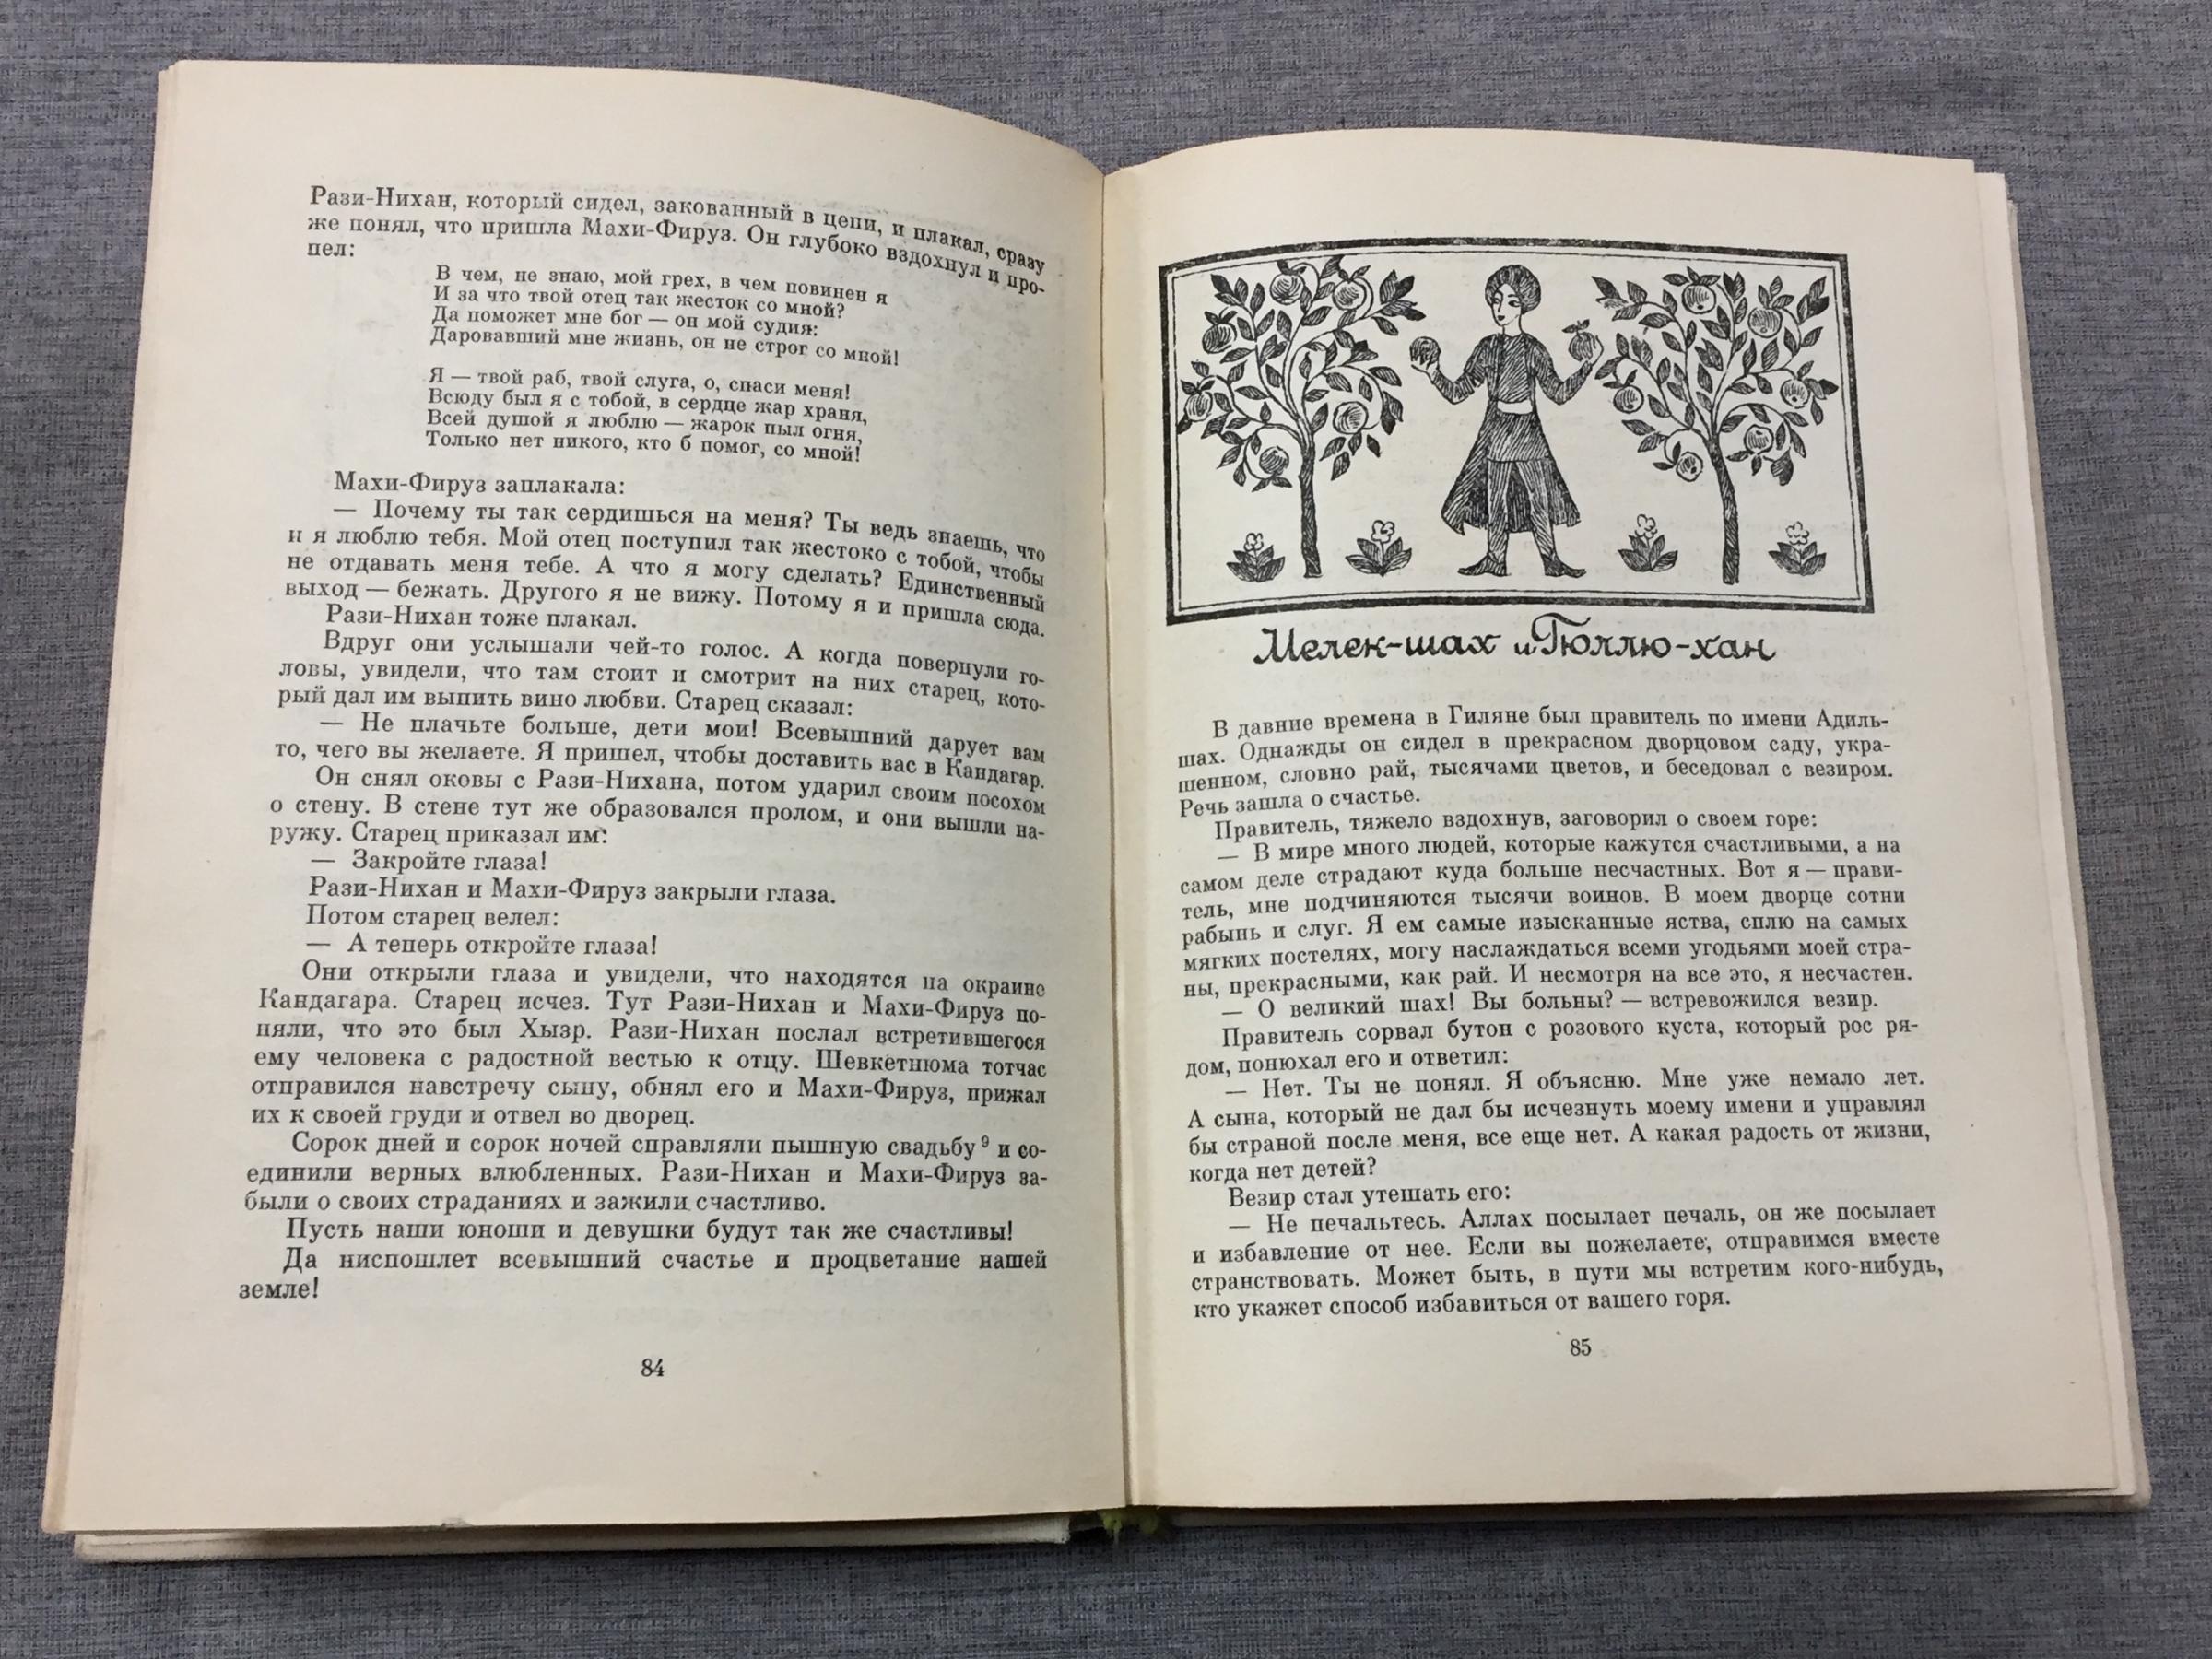 Рази-Нихан, который сидел, закованный в цепи, и плакал, сразу
же понял, что пришла Махи-Фируз. Он глубоко вздохнул и про-
пел:
В чем, не знаю, мой грех, в чем повинен я
И за что твой отец так жесток со мной?
Да поможет мне бог — он мой судия:
Даровавший мне жизнь, он не строг со мной!
Я — твой раб, твой слуга, о, спаси меня!
Всюду был я с тобой, в сердце жар храня,
Всей душой я люблю — жарок пыл огня,
Только нет никого, кто б помог, со мной!
Махи-Фируз заплакала:
— Почему ты так сердишься на меня? Ты ведь знаешь, что
и я люблю тебя. Мой отец поступил так жестоко с тобой, чтобы
не отдавать меня тебе. А что я могу сделать? Единственный
выход — бежать. Другого я не вижу. Потому я и пришла сюда.
Рази-Нихан тоже плакал.
Вдруг они услышали чей-то голос. А когда повернули го-
ловы, увидели, что там стоит и смотрит на них старец, кото-
рый дал им выпить вино любви. Старец сказал:
— Не плачьте больше, дети мои! Всевышний дарует вам
то, чего вы желаете. Я пришел, чтобы доставить вас в Кандагар.
Он снял оковы с Рази-Нихана, потом ударил своим посохом
о стену. В стене тут же образовался пролом, и они вышли на-
ружу. Старец приказал им:
— Закройте глаза!
Рази-Нихан и Махи-Фируз закрыли глаза.
Потом старец велел:
— А теперь откройте глаза!
Они открыли глаза и увидели, что находятся на окраине
Кандагара. Старец исчез. Тут Рази-Нихан и Махи-Фируз по-
няли, что это был Хызр. Рази-Нихан послал встретившегося
ему человека с радостной вестью к отцу. Шевкетнюма тотчас
отправился навстречу сыну, обнял его и Махи-Фируз, прижал
их к своей груди и отвел во дворец.
Сорок дней и сорок ночей справляли пышную свадьбу 9 и со-
единили верных влюбленных. Рази-Нихан и Махи-Фируз за-
были о своих страданиях и зажили счастливо.
Пусть наши юноши и девушки будут так же счастливы!
Да ниспошлет всевышний счастье и процветание нашей
земле!
84
Мелек-шах и Гюллю-хан
В давние времена в Гиляне был правитель по имени Адиль-
шах. Однажды он сидел в прекрасном дворцовом саду, укра-
шенном, словно рай, тысячами цветов, и беседовал с везиром.
Речь зашла о счастье.
Правитель, тяжело вздохнув, заговорил о своем горе:
— В мире много людей, которые кажутся счастливыми, а на
самом деле страдают куда больше несчастных. Вот я — прави-
тель, мне подчиняются тысячи воинов. В моем дворце сотни
рабынь и слуг. Я ем самые изысканные яства, сплю на самых
мягких постелях, могу наслаждаться всеми угодьями моей стра-
ны, прекрасными, как рай. И несмотря на все это, я несчастен.
— О великий шах! Вы больны? — встревожился везир.
Правитель сорвал бутон с розового куста, который рос ря-
дом, понюхал его и ответил:
— Нет. Ты не понял. Я объясню. Мне уже немало лет.
А сына, который не дал бы исчезнуть моему имени и управлял
бы страной после меня, все еще нет. А какая радость от жизни,
когда нет детей?
Везир стал утешать его:
— Не печальтесь. Аллах посылает печаль, он же посылает
и избавление от нее. Если вы пожелаете, отправимся вместе
странствовать. Может быть, в пути мы встретим кого-нибудь,
кто укажет способ избавиться от вашего горя.
85